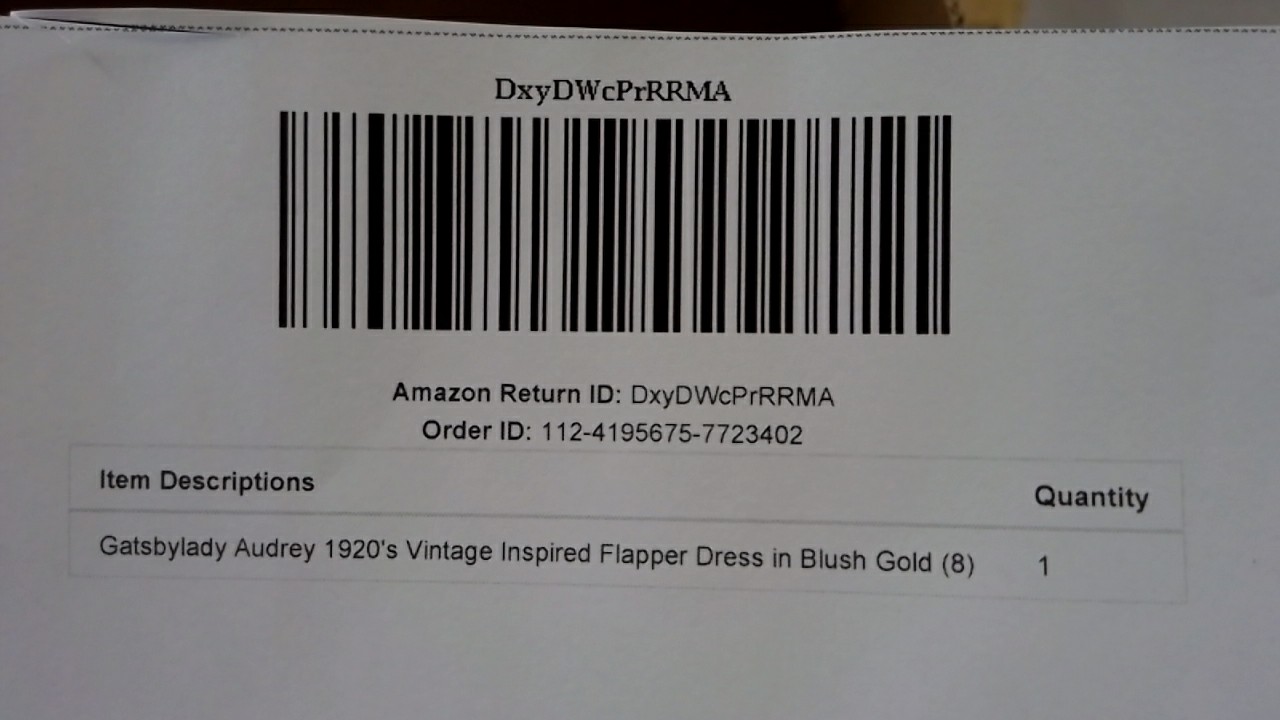 DxyDWcPrRRMA
Amazon Return ID: DxyDWcPrRRMA
Order ID: 112-4195675-7723402
Item Descriptions Quantity
Gatsbylady Audrey 1920's Vintage Inspired Flapper Dress in Blush Gold (8) 1